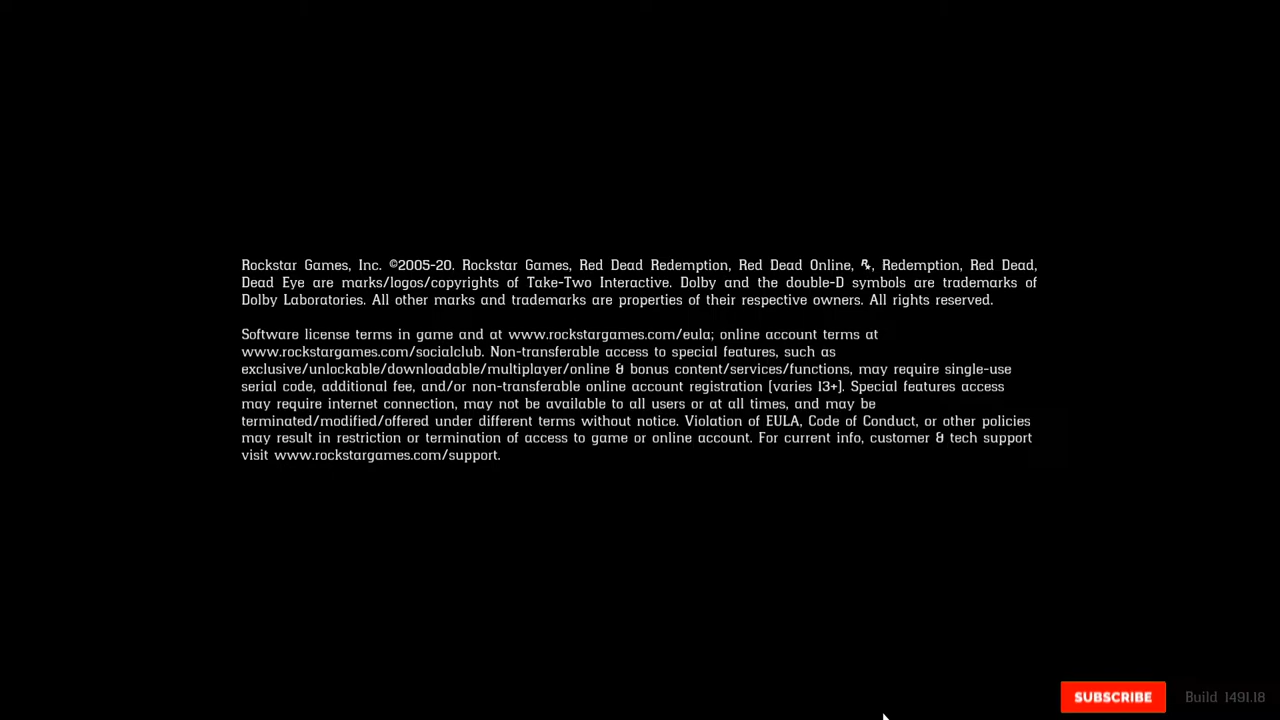 Rockstar Games, Inc. ©2005-20. Rockstar Games, Red Dead Redemption, Red Dead Online, , Redemption, Red Dead,
Dead Eye are marks/logos/copyrights of Take-Two Interactive. Dolby and the double-D symbols are trademarks of
Dolby Laboratories. All other marks and trademarks are properties of their respective owners. All rights reserved.
Software license terms in game and at www.rockstargames.com/eula; online account terms at
www.rockstargames.com/socialclub. Non-transferable access to special features, such as
exclusive/unlockable/downloadable/multiplayer/online & bonus content/services/functions, may require single-use
serial code, additional fee, and/or non-transferable online account registration [varies 13+]. Special features access
may require internet connection, may not be available to all users or at all times, and may be
terminated/modified/offered under different terms without notice. Violation of EULA, Code of Conduct, or other policies
may result in restriction or termination of access to game or online account. For current info, customer & tech support
visit www.rockstargames.com/support.
SUBSCRIBE
Build 1491.18